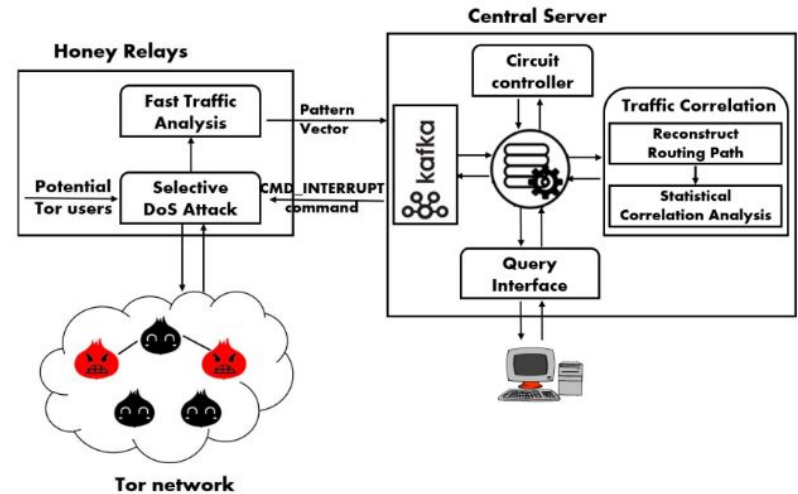 Central Server
Honey Relays
Circuit
controller
Fast Traffic
Analysis
Pattern
Vector
Traffic Correlation
Reconstruct
Routing Path
kafka
Potential
Tor users
Selective
DoS Attack
CMD_INTERRUPT
command
Statistical
Correlation Analysis
Query
Interface
Tor network